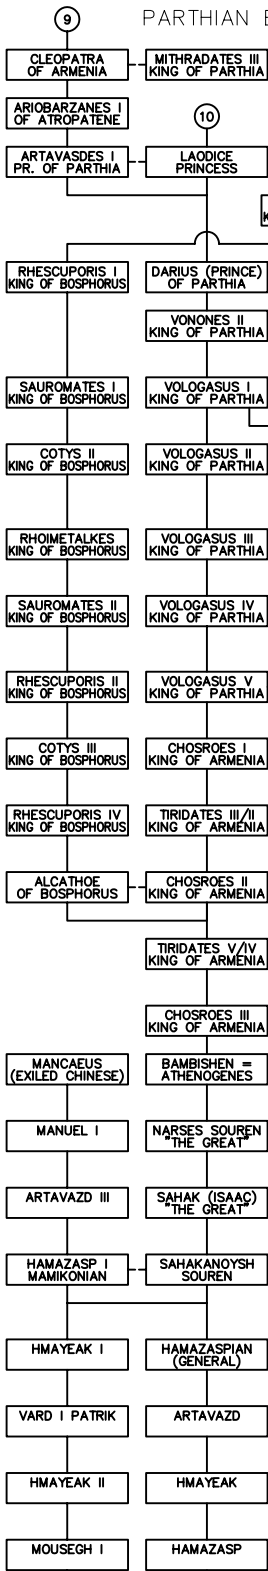 9
PARTHIAN
CLEOPATRA
OF ARMENIA
MITHRADATES III
KING OF PARTHIA
ARIOBARZANES I
OF ATROPATENE
10
ARTAVASDES I
PR. OF PARTHIA
LAODICE
PRINCESS
RHESCUPORIS I
KING OF BOSPHORUS
DARIUS (PRINCE)
OF PARTHIA
VONONES II
KING OF PARTHIA
SAUROMATES I
KING OF BOSPHORUS
VOLOGASUS I
KING OF PARTHIA
COTYS II
KING OF BOSPHORUS
VOLOGASUS II
KING OF PARTHIA
RHOIMETALKES
KING OF BOSPHORUS
VOLOGASUS III
KING OF PARTHIA
SAUROMATES II
KING OF BOSPHORUS
VOLOGASUS IV
KING OF PARTHIA
RHESCUPORIS II
KING OF BOSPHORUS
VOLOGASUS V
KING OF PARTHIA
COTYS III
KING OF BOSPHORUS
CHOSROES I
KING OF ARMENIA
RHESCUPORIS IV
KING OF BOSPHORUS
TIRIDATES III/II
KING OF ARMENIA
ALCATHOE
OF BOSPHORUS
CHOSROES II
KING OF ARMENIA
TIRIDATES V/IV
KING OF ARMENIA
CHOSROES III
KING OF ARMENIA
MANCAEUS
(EXILED CHINESE)
BAMBISHEN =
ATHENOGENES
MANUEL I
NARSES SOUREN
"THE GREAT"
ARTAVAZD III
SAHAK (ISAAC)
"THE GREAT"
HAMAZASP I
MAMIKONIAN
SAHAKANOYSH
SOUREN
HMAYEAK I
HAMAZASPIAN
(GENERAL)
VARD I PATRIK
ARTAVAZD
HMAYEAK II
HMAYEAK
MOUSEGH I
HAMAZASP